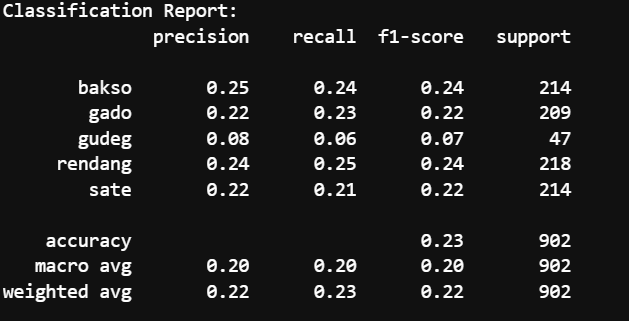 Classification Report:
precision recall f1-score support
bakso 0.25 0.24 0.24 214
gado 0.22 0.23 0.22 209
gudeg 0.08 0.06 0.07 47
rendang 0.24 0.25 0.24 218
sate 0.22 0.21 0.22 214
accuracy 0.23 902
macro avg 0.20 0.20 0.20 902
weighted avg 0.22 0.23 0.22 902